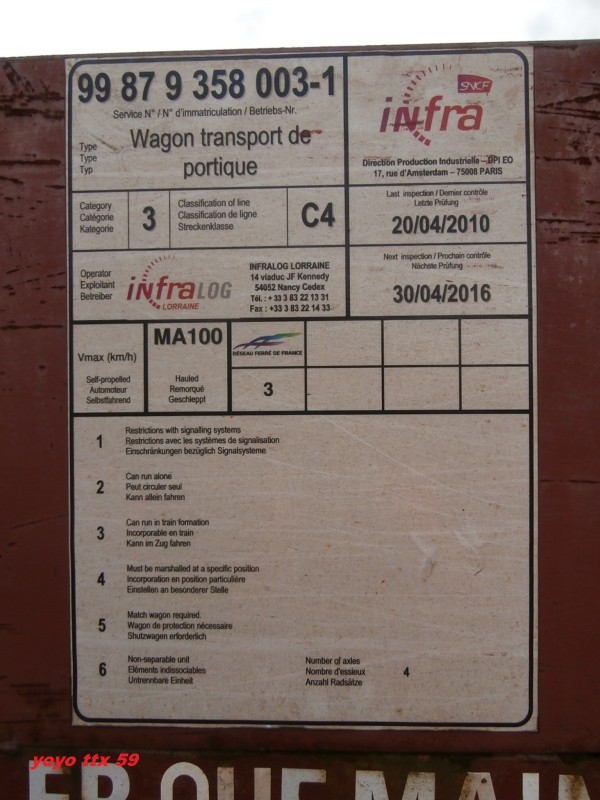 99 87 9 358 003-1
Service N° / N° d'immatriculation / Betriebs-Nr.
Type
Type
Typ
Wagon transport de
portique
SNCF
infra
Direction Production Industrielle – UPI EO
17, rue d'Amsterdam – 75008 PARIS
Category
Catégorie
Kategorie
3
Classification of line
Classification de ligne
Streckenklasse
C4
Last inspection / Dernier contrôle
Letzte Prüfung
20/04/2010
Operator
Exploitant
Betreiber
infraLOG
LORRAINE
INFRALOG LORRAINE
14 viaduc JF Kennedy
54052 Nancy Cedex
Tél. : +33 3 83 22 13 31
Fax : +33 3 83 22 14 33
Next inspection / Prochain contrôle
Nächste Prüfung
30/04/2016
Vmax (km/h)
Self-propelled
Automoteur
Selbstfahrend
MA100
Hauled
Remorqué
Geschleppt
RÉSEAU FERRÉ DE FRANCE
3
1
Restrictions with signalling systems
Restrictions avec les systèmes de signalisation
Einschränkungen bezüglich Signalsysteme
2
Can run alone
Peut circuler seul
Kann allein fahren
3
Can run in train formation
Incorporable en train
Kann im Zug fahren
4
Must be marshalled at a specific position
Incorporation en position particulière
Einstellen an besonderer Stelle
5
Match wagon required.
Wagon de protection nécessaire
Shutzwagen erforderlich
6
Non-separable unit
Eléments indissociables
Untrennbare Einheit
Number of axles
Nombre d'essieux
Anzahl Radsätze
4
yoyo ttx 59
ER QUE MAIN